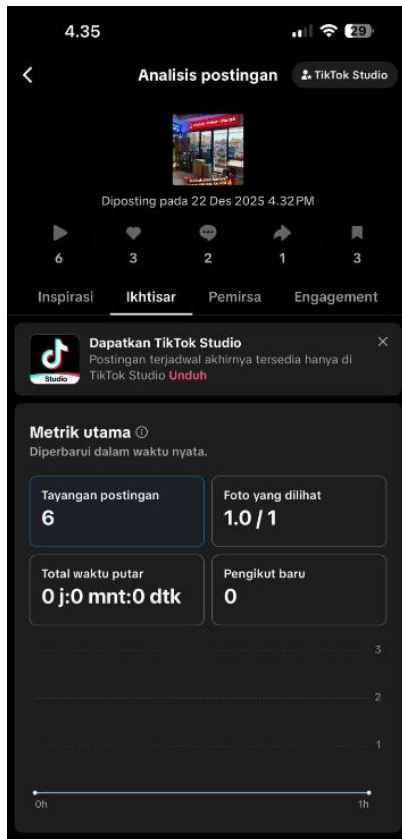 4.35
29
Analisis postingan
TikTok Studio
Diposting pada 22 Des 2025 4.32 PM
6
3
2
1
3
Inspirasi
Ikhtisar
Pemirsa
Engagement
Dapatkan TikTok Studio
Postingan terjadwal akhirnya tersedia hanya di
TikTok Studio Unduh
Studio
Metrik utama
Diperbarui dalam waktu nyata.
Tayangan postingan
6
Foto yang dilihat
1.0 / 1
Total waktu putar
0 j:0 mnt:0 dtk
Pengikut baru
0
3
2
1
0h
1h